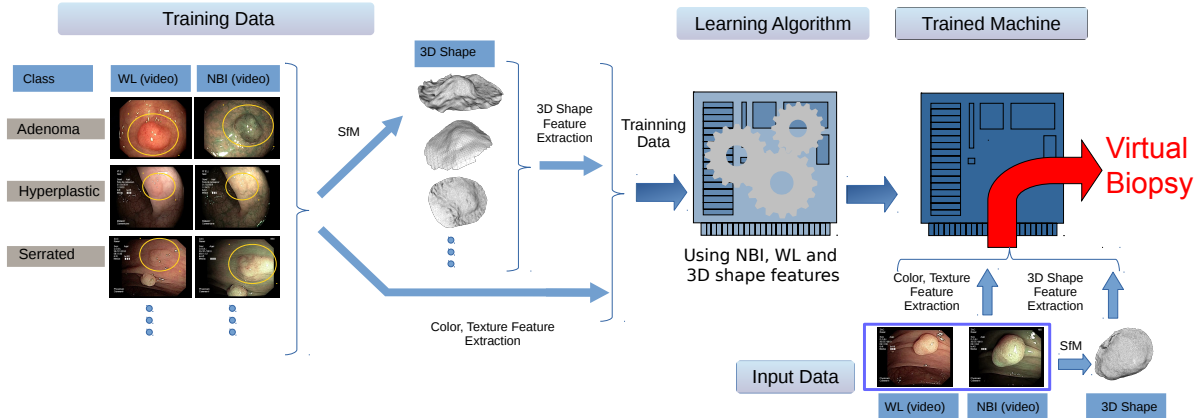 Training Data
Learning Algorithm
Trained Machine
Class
WL (video)
NBI (video)
3D Shape
Adenoma
Hyperplastic
Serrated
SfM
3D Shape
Feature
Extraction
Trainning
Data
Color, Texture Feature
Extraction
Using NBI, WL and
3D shape features
Virtual
Biopsy
Color, Texture
Feature
Extraction
3D Shape
Feature
Extraction
Input Data
SfM
WL (video)
NBI (video)
3D Shape